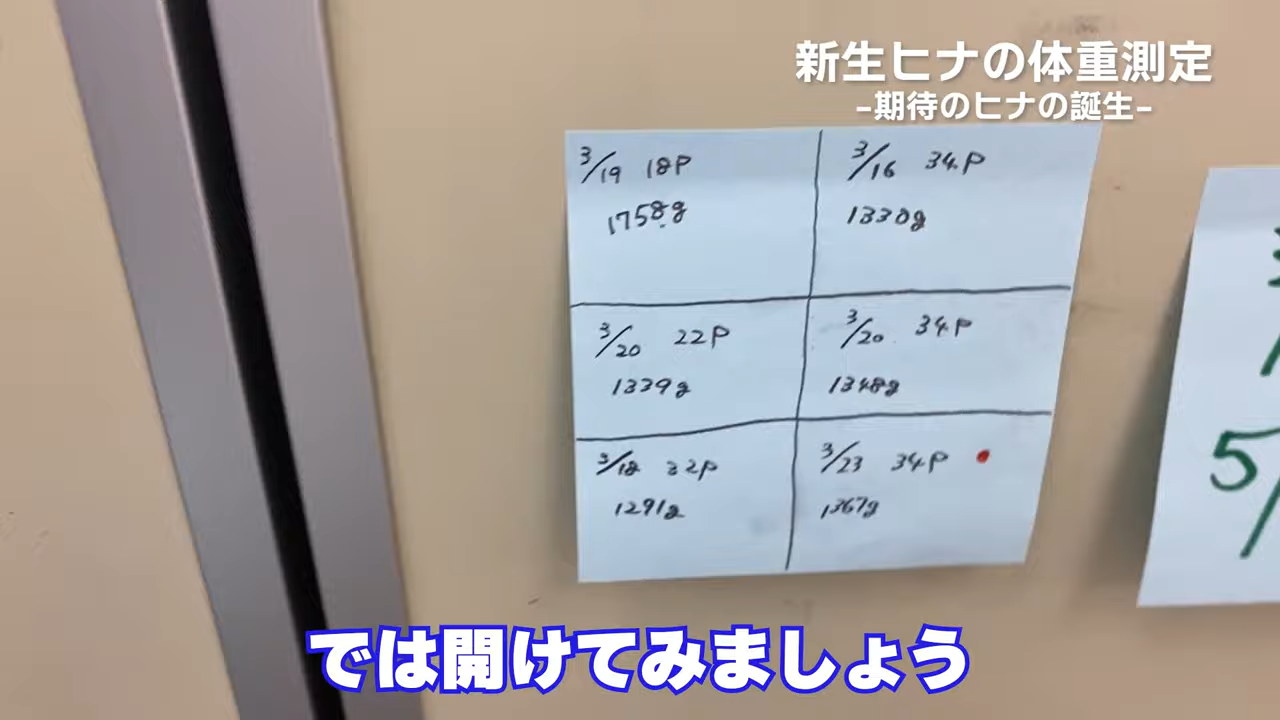 新生ヒナの体重測定
–期待のヒナの誕生–
3/19 18P
1758g
3/16 34P
1330g
3/20 22P
1339g
3/20 34P
1348g
3/18 32P
1291g
3/23 34P
1367g
5/
では開けてみましょう